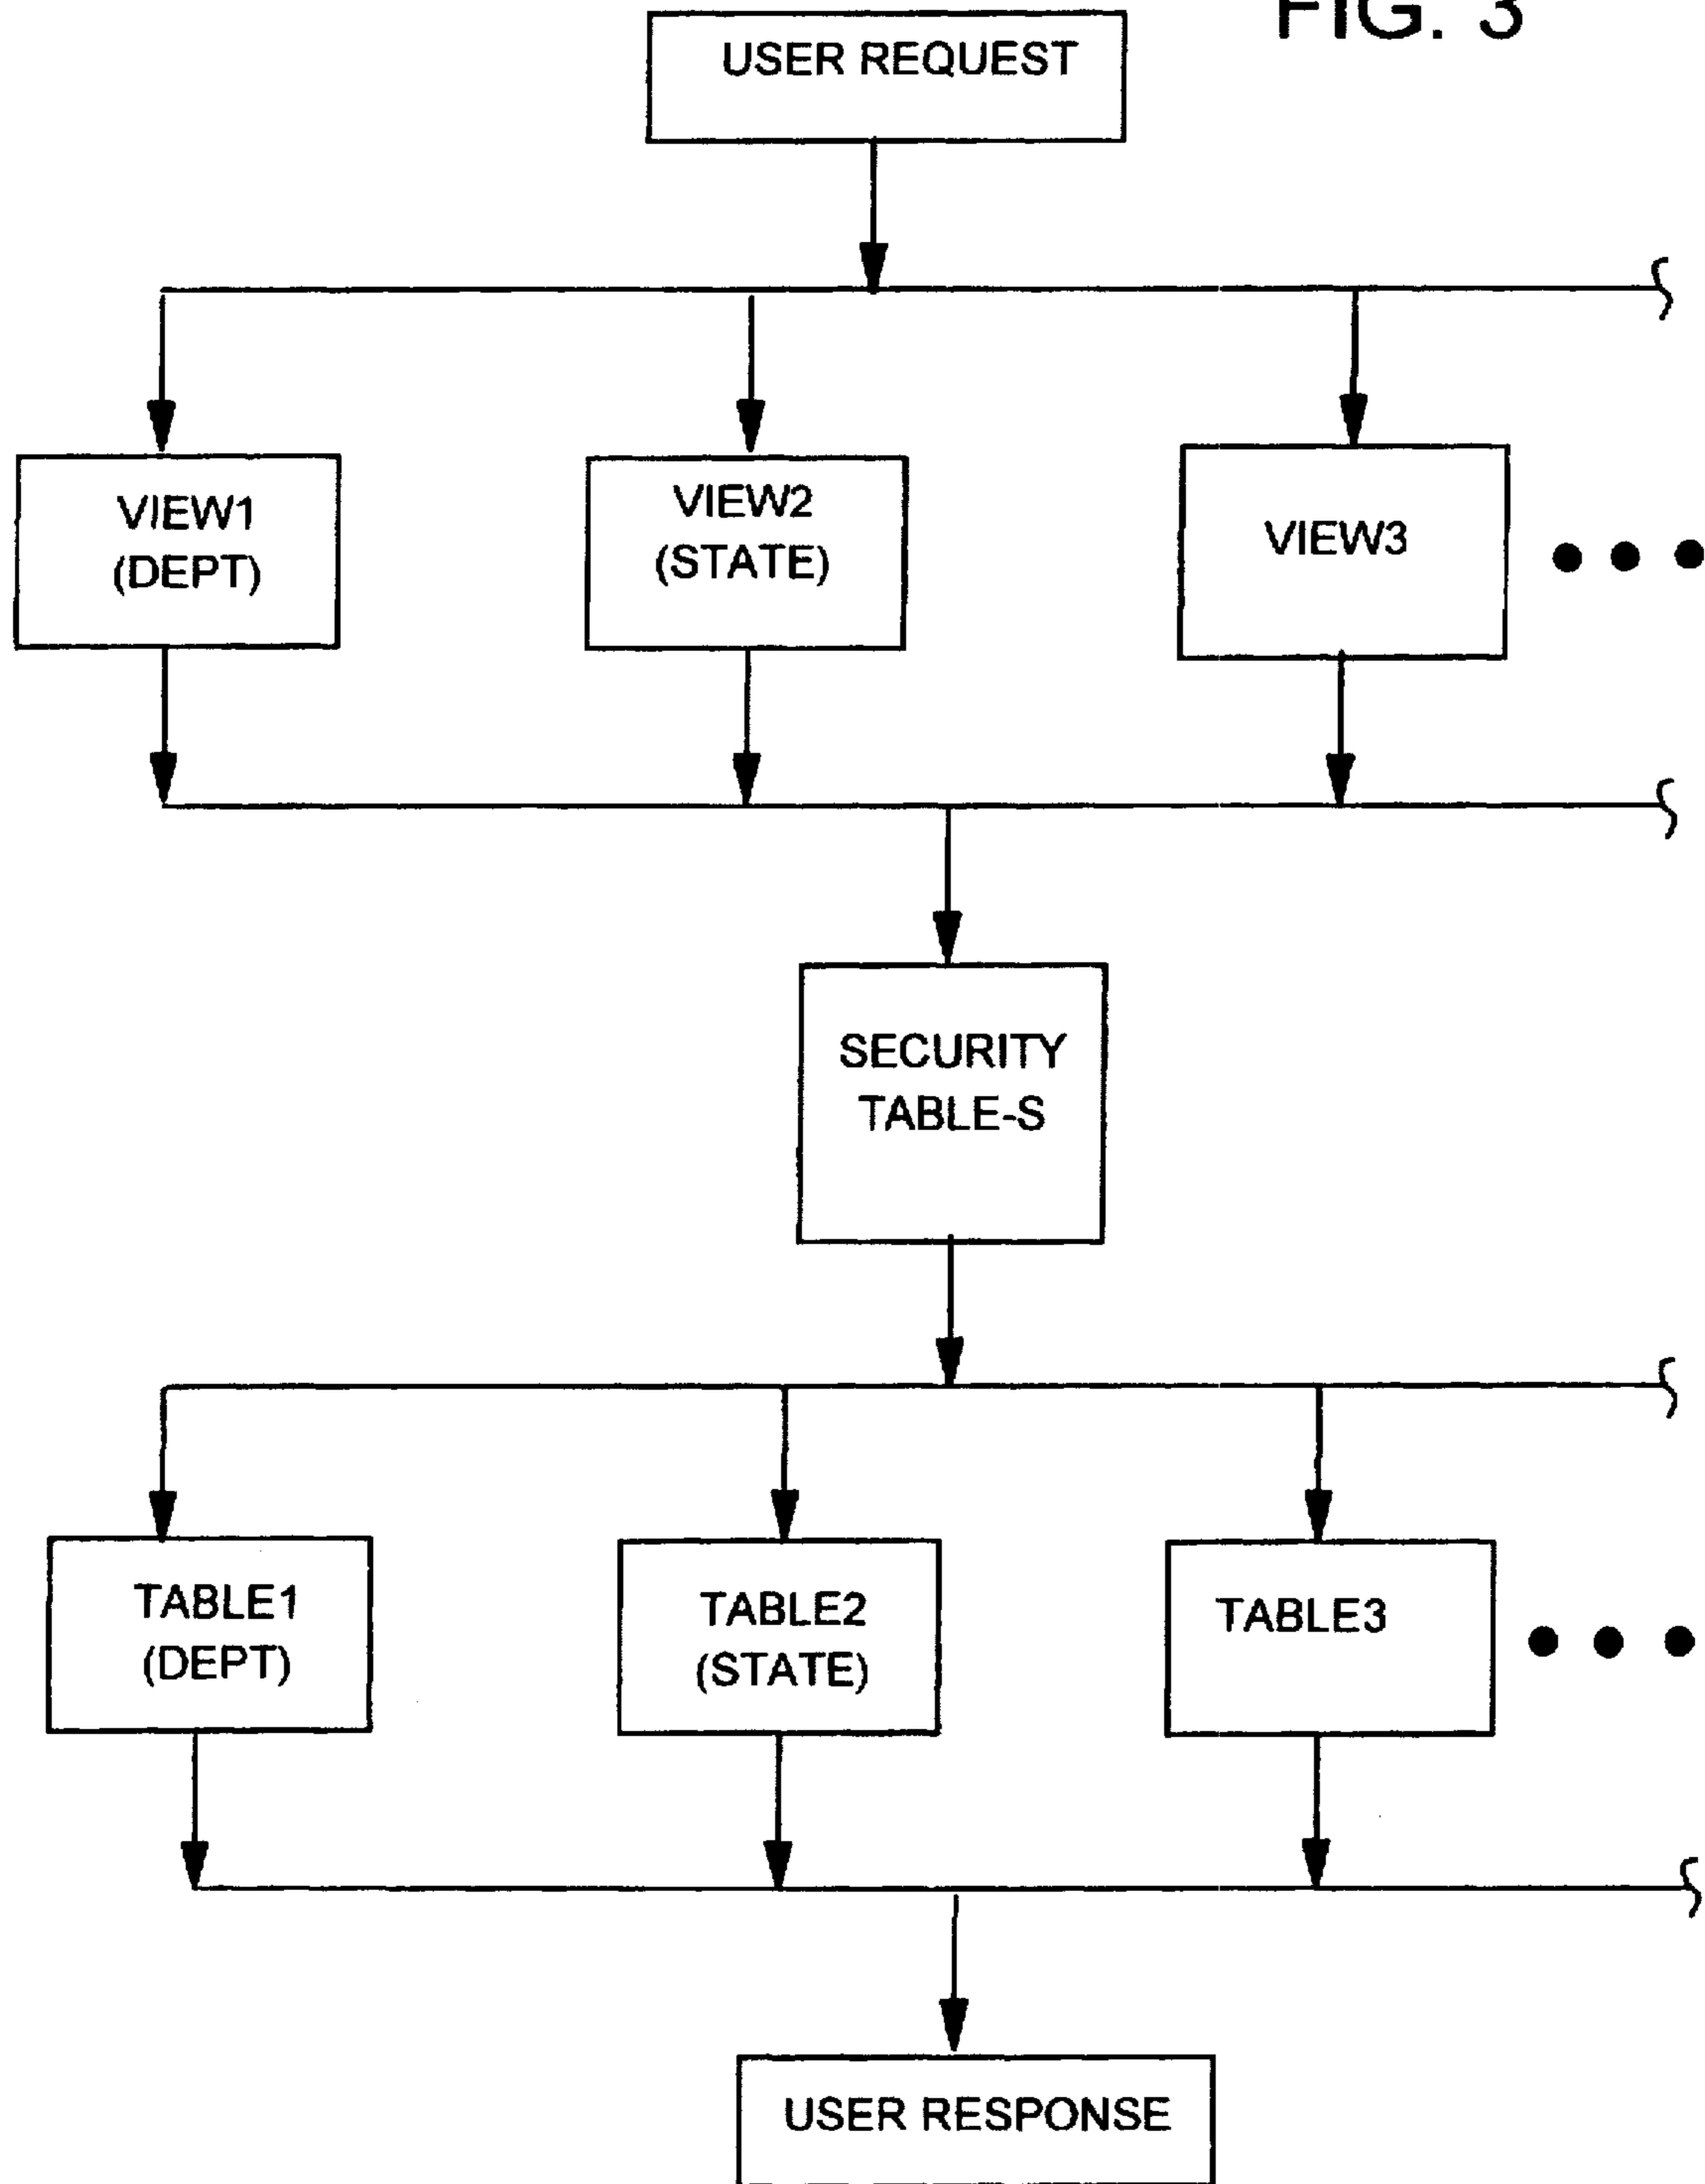 FIG. 3
USER REQUEST
VIEW1
(DEPT)
VIEW2
(STATE)
VIEW3
SECURITY
TABLE-S
TABLE1
(DEPT)
TABLE2
(STATE)
TABLE3
USER RESPONSE